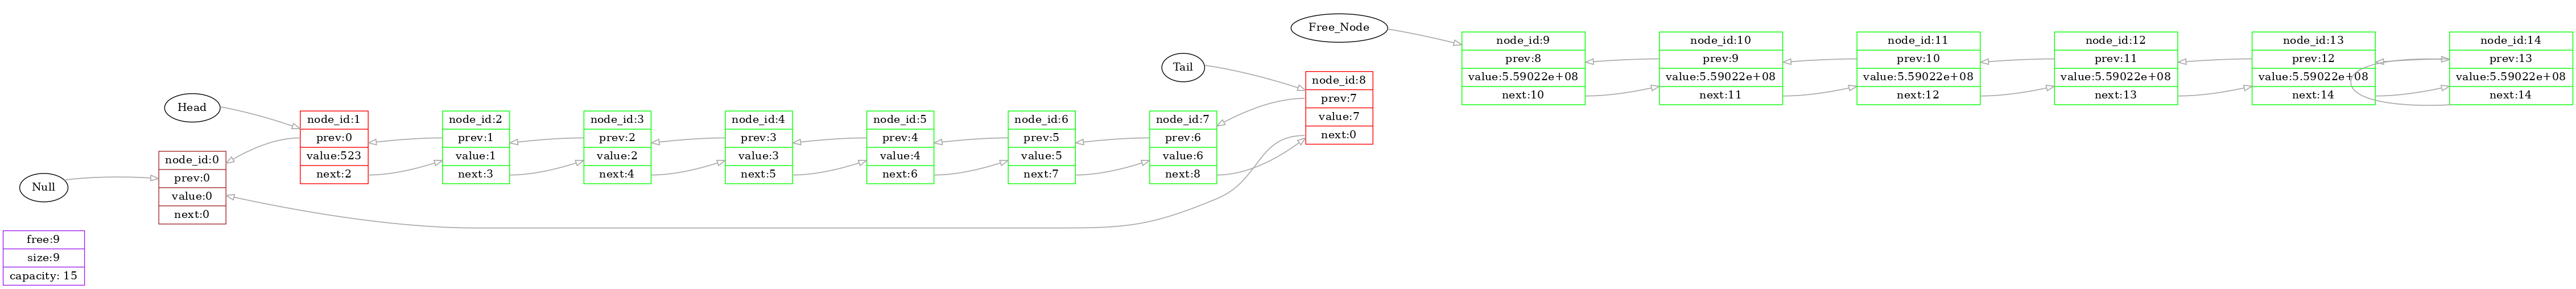 Null
node_id:0
prev:0
value:0
next:0
free:9
size:9
capacity: 15
Head
node_id:1
prev:0
value:523
next:2
node_id:2
prev:1
value:1
next:3
node_id:3
prev:2
value:2
next:4
node_id:4
prev:3
value:3
next:5
node_id:5
prev:4
value:4
next:6
node_id:6
prev:5
value:5
next:7
node_id:7
prev:6
value:6
next:8
Tail
node_id:8
prev:7
value:7
next:0
Free_Node
node_id:9
prev:8
value:5.59022e+08
next:10
node_id:10
prev:9
value:5.59022e+08
next:11
node_id:11
prev:10
value:5.59022e+08
next:12
node_id:12
prev:11
value:5.59022e+08
next:13
node_id:13
prev:12
value:5.59022e+08
next:14
node_id:14
prev:13
value:5.59022e+08
next:14